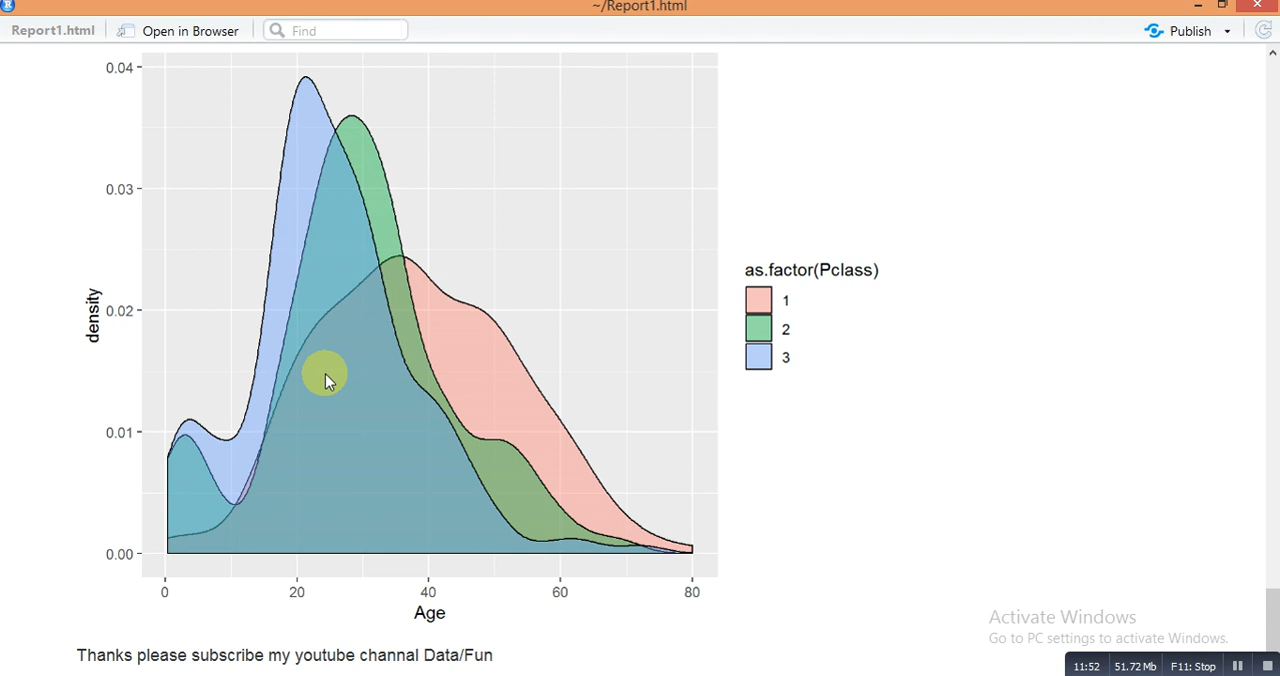 ~/Report1.html
Report1.html
Open in Browser
Find
Publish
0.04
0.03
0.02
0.01
0.00
density
0
20
40
60
80
Age
as.factor(Pclass)
1
2
3
Thanks please subscribe my youtube channal Data/Fun
Activate Windows
Go to PC settings to activate Windows.
11:52 51.72 Mb F11: Stop